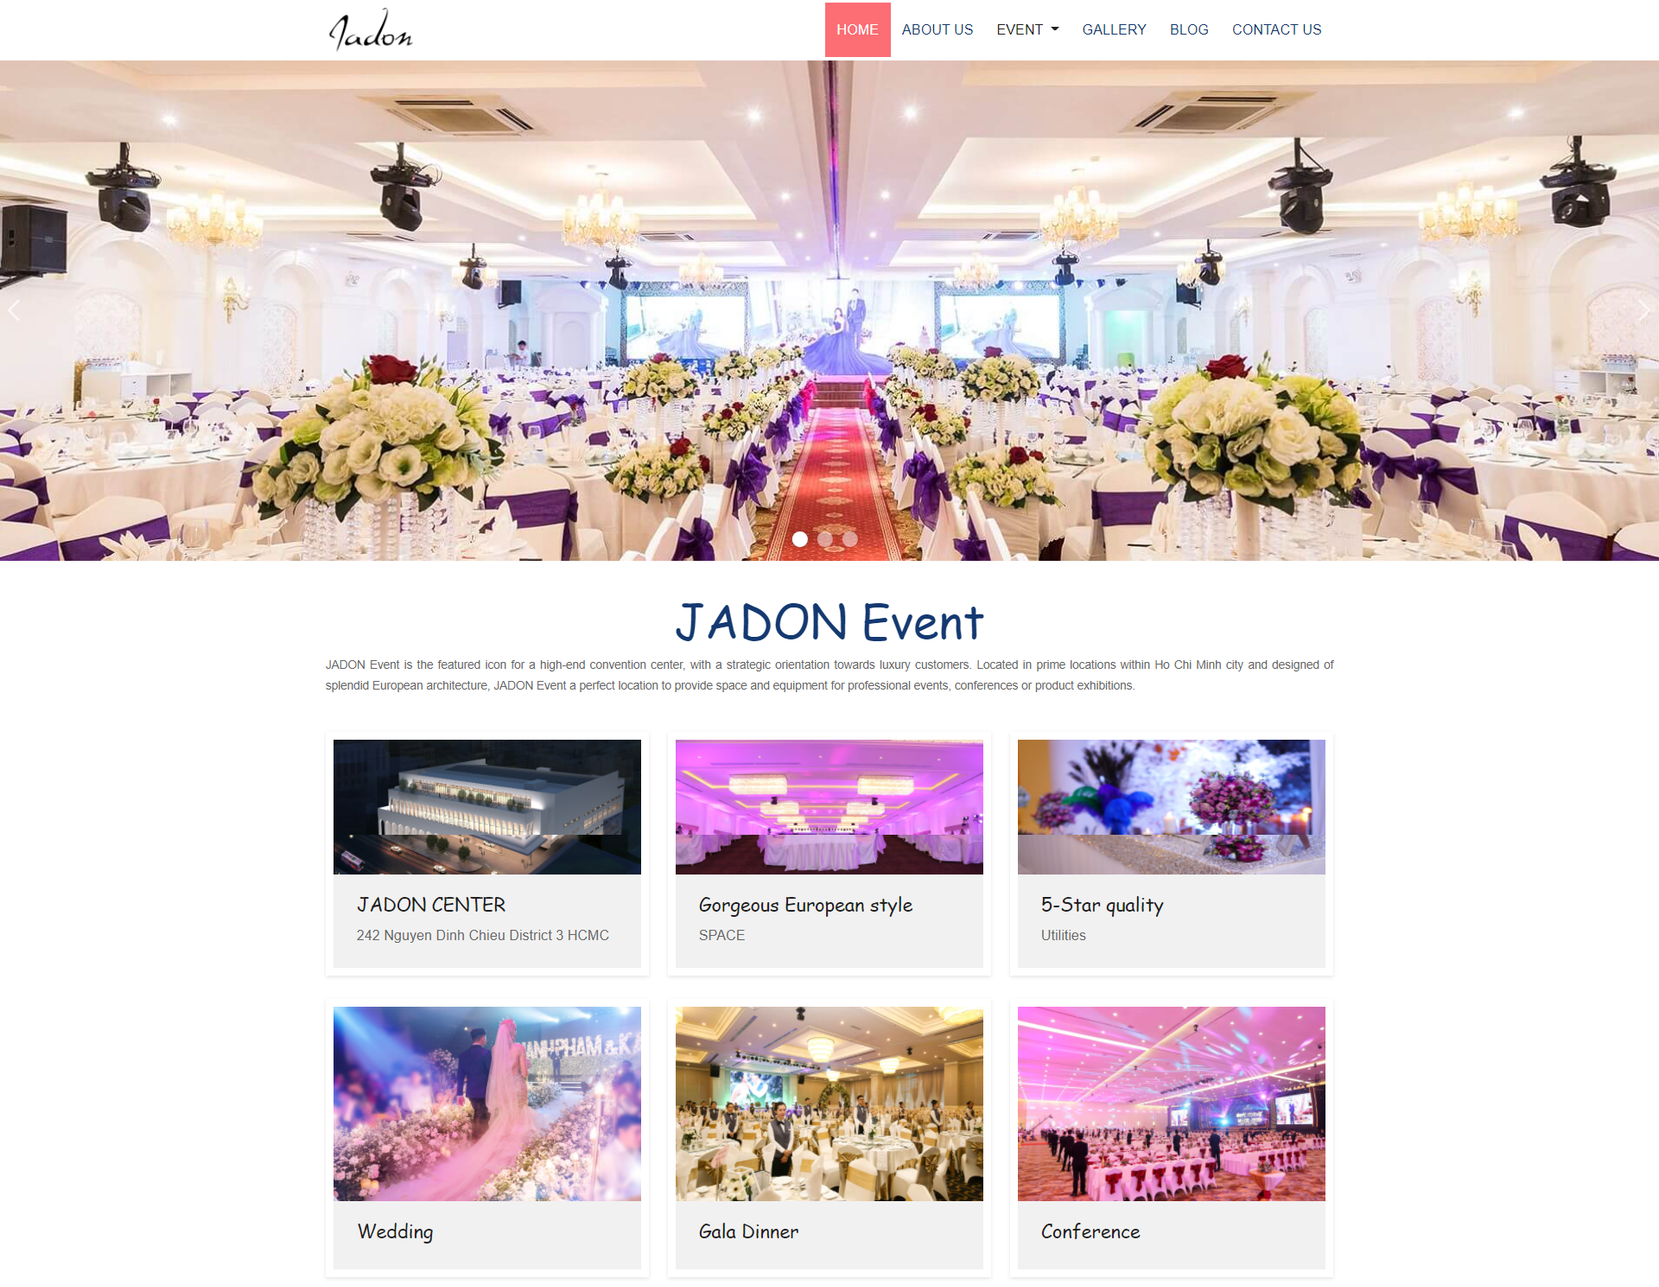 Jadon
HOME ABOUT US EVENT GALLERY BLOG CONTACT US
JADON Event
JADON Event is the featured icon for a high-end convention center, with a strategic orientation towards luxury customers. Located in prime locations within Ho Chi Minh city and designed of
splendid European architecture, JADON Event a perfect location to provide space and equipment for professional events, conferences or product exhibitions.
JADON CENTER
242 Nguyen Dinh Chieu District 3 HCMC
Gorgeous European style
SPACE
5-Star quality
Utilities
Wedding
Gala Dinner
Conference